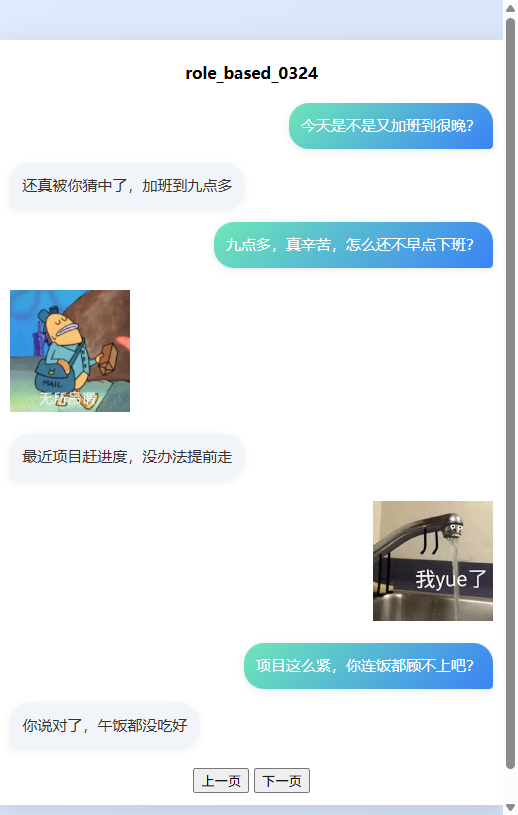 role_based_0324
今天是不是又加班到很晚？
还真被你猜中了，加班到九点多
九点多，真辛苦，怎么还不早点下班？
MAIL
无所吊谓
最近项目赶进度，没办法提前走
我yue了
项目这么紧，你连饭都顾不上吧？
你说对了，午饭都没吃好
上一页 下一页